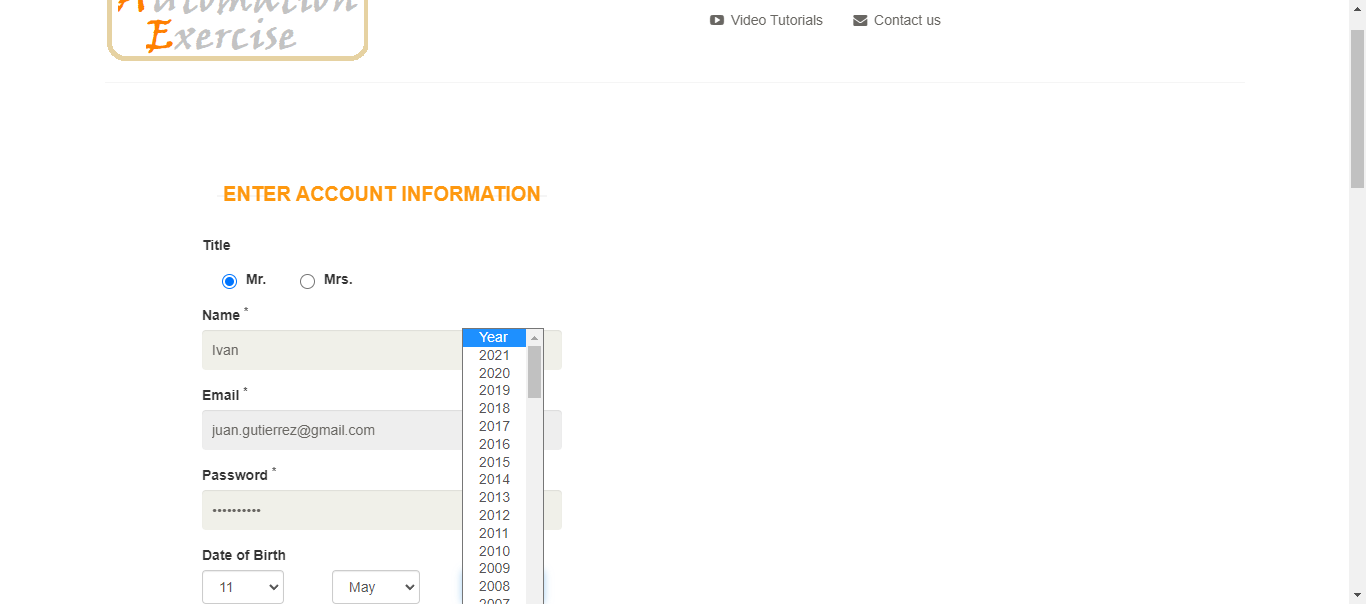 Automation
Exercise
Video Tutorials Contact us
ENTER ACCOUNT INFORMATION
Title
Mr. Mrs.
Name *
Ivan
Email *
juan.gutierrez@gmail.com
Password *
••••••••••
Date of Birth
11 May
Year
2021
2020
2019
2018
2017
2016
2015
2014
2013
2012
2011
2010
2009
2008
2007